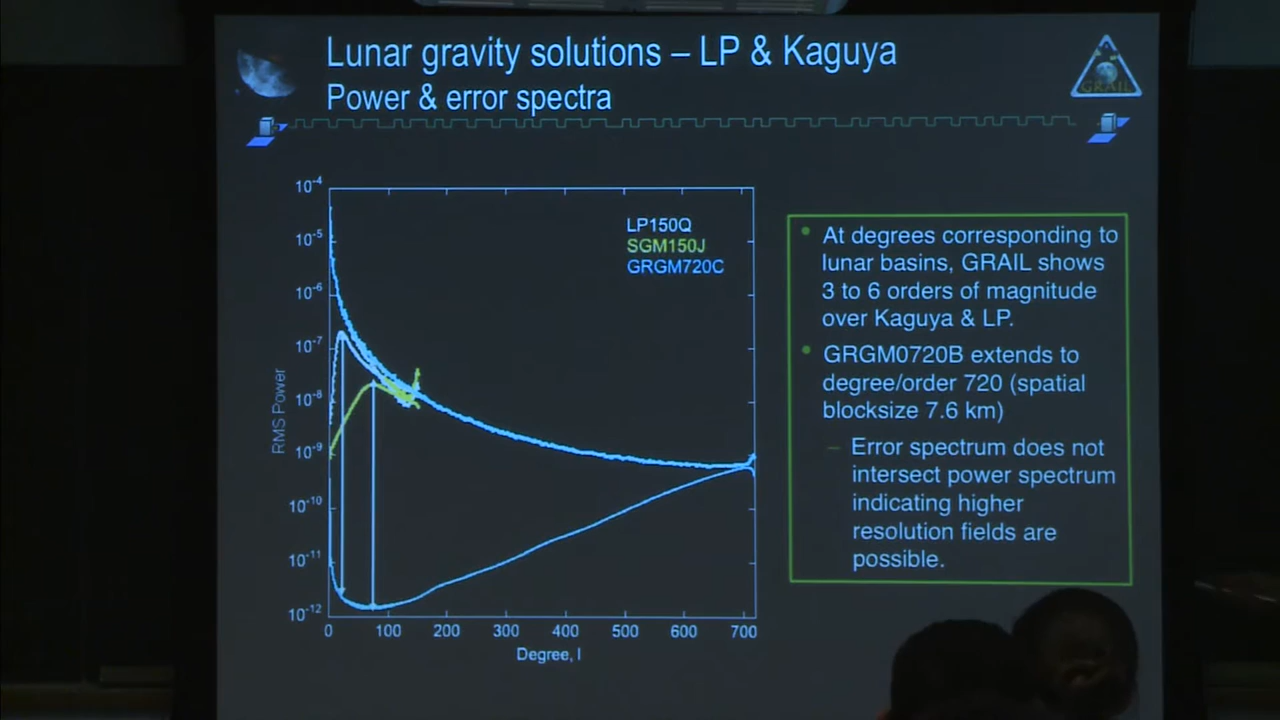 Lunar gravity solutions – LP & Kaguya
Power & error spectra
GRAIL
10-4
10-5
10-6
10-7
10-8
10-9
10-10
10-11
10-12
RMS Power
LP150Q
SGM150J
GRGM720C
0 100 200 300 400 500 600 700
Degree, l
• At degrees corresponding to
lunar basins, GRAIL shows
3 to 6 orders of magnitude
over Kaguya & LP.
• GRGM0720B extends to
degree/order 720 (spatial
blocksize 7.6 km)
– Error spectrum does not
intersect power spectrum
indicating higher
resolution fields are
possible.